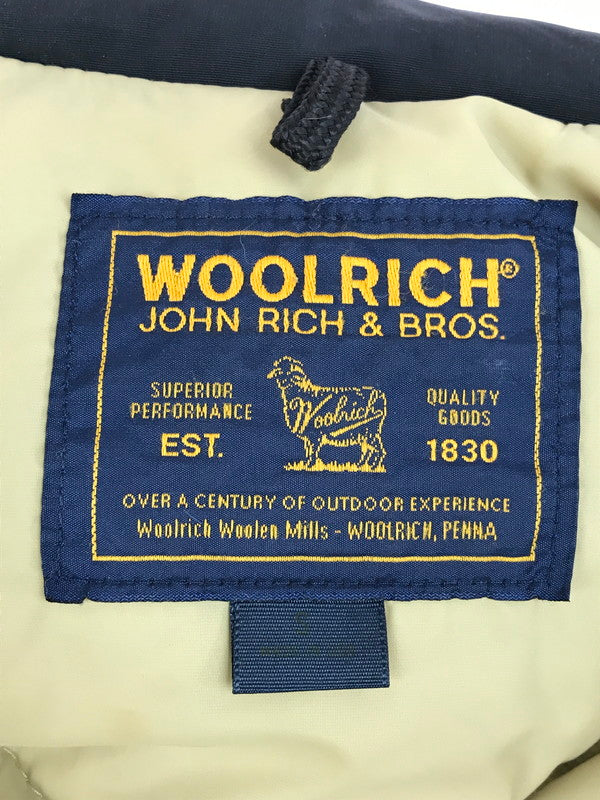 WOOLRICH®
JOHN RICH & BROS.
SUPERIOR
PERFORMANCE
EST.
Woolrich
QUALITY
GOODS
1830
OVER A CENTURY OF OUTDOOR EXPERIENCE
Woolrich Woolen Mills - WOOLRICH, PENNA